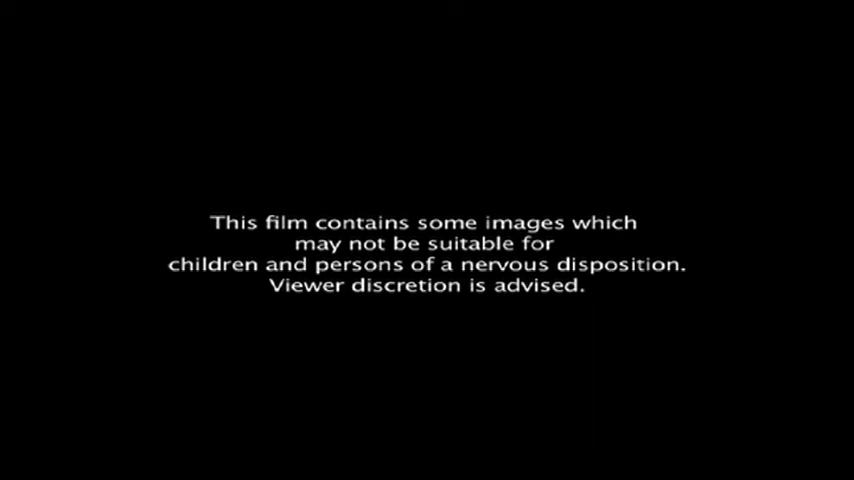 This film contains some images which
may not be suitable for
children and persons of a nervous disposition.
Viewer discretion is advised.